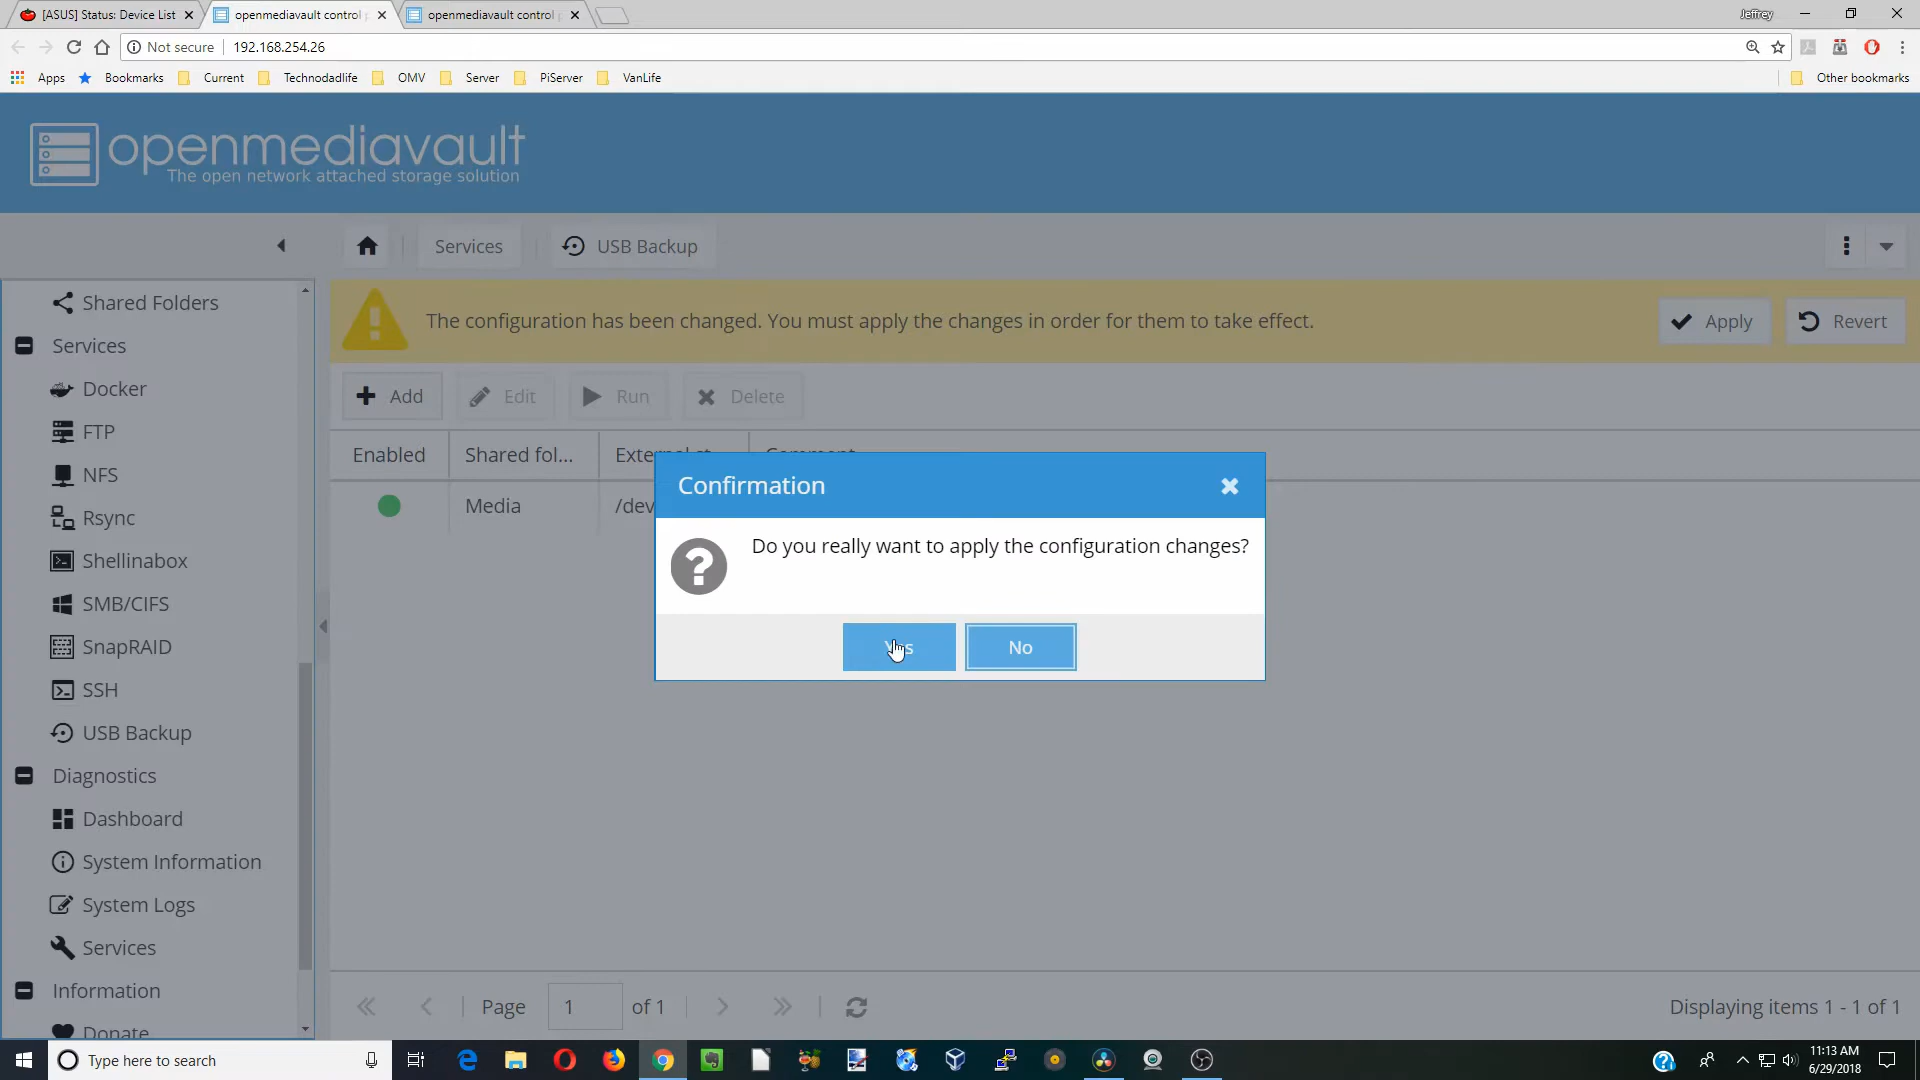 [ASUS] Status: Device List
openmediavault control
openmediavault control
Jeffrey
Not secure
192.168.254.26
Apps
Bookmarks
Current
Technodadlife
OMV
Server
PiServer
VanLife
Other bookmarks
openmediavault
The open network attached storage solution
Services
USB Backup
The configuration has been changed. You must apply the changes in order for them to take effect.
Apply
Revert
Add
Edit
Run
Delete
Enabled
Shared fol...
Media
/dev
Confirmation
Do you really want to apply the configuration changes?
No
Shared Folders
Services
Docker
FTP
NFS
Rsync
Shellinabox
SMB/CIFS
SnapRAID
SSH
USB Backup
Diagnostics
Dashboard
System Information
System Logs
Services
Information
Donate
Page
1
of 1
Displaying items 1 - 1 of 1
Type here to search
11:13 AM
6/29/2018